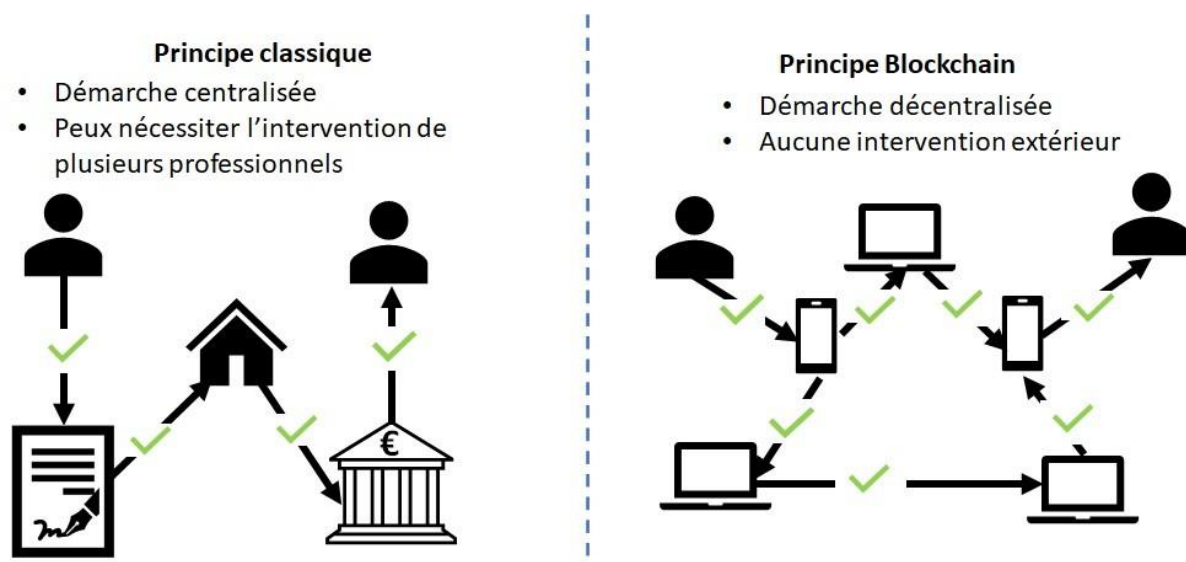 Principe classique
• Démarche centralisée
• Peux nécessiter l'intervention de
plusieurs professionnels
€
Principe Blockchain
• Démarche décentralisée
• Aucune intervention extérieur